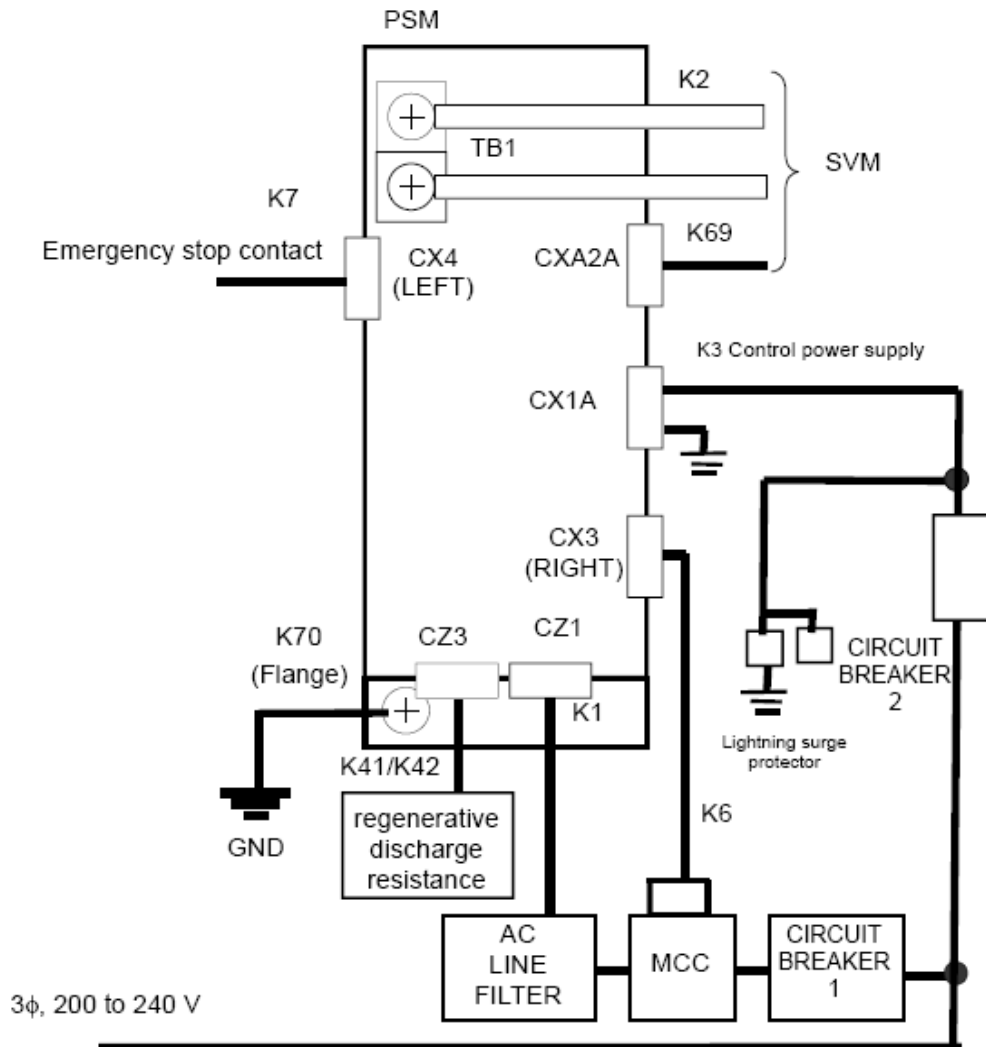 PSM
K2
TB1
SVM
K7
Emergency stop contact
CX4
(LEFT)
CXA2A
K69
K3 Control power supply
CX1A
CX3
(RIGHT)
K70
(Flange)
CZ3
CZ1
K1
CIRCUIT
BREAKER
2
Lightning surge
protector
K41/K42
GND
regenerative
discharge
resistance
K6
AC
LINE
FILTER
MCC
CIRCUIT
BREAKER
1
3ϕ, 200 to 240 V